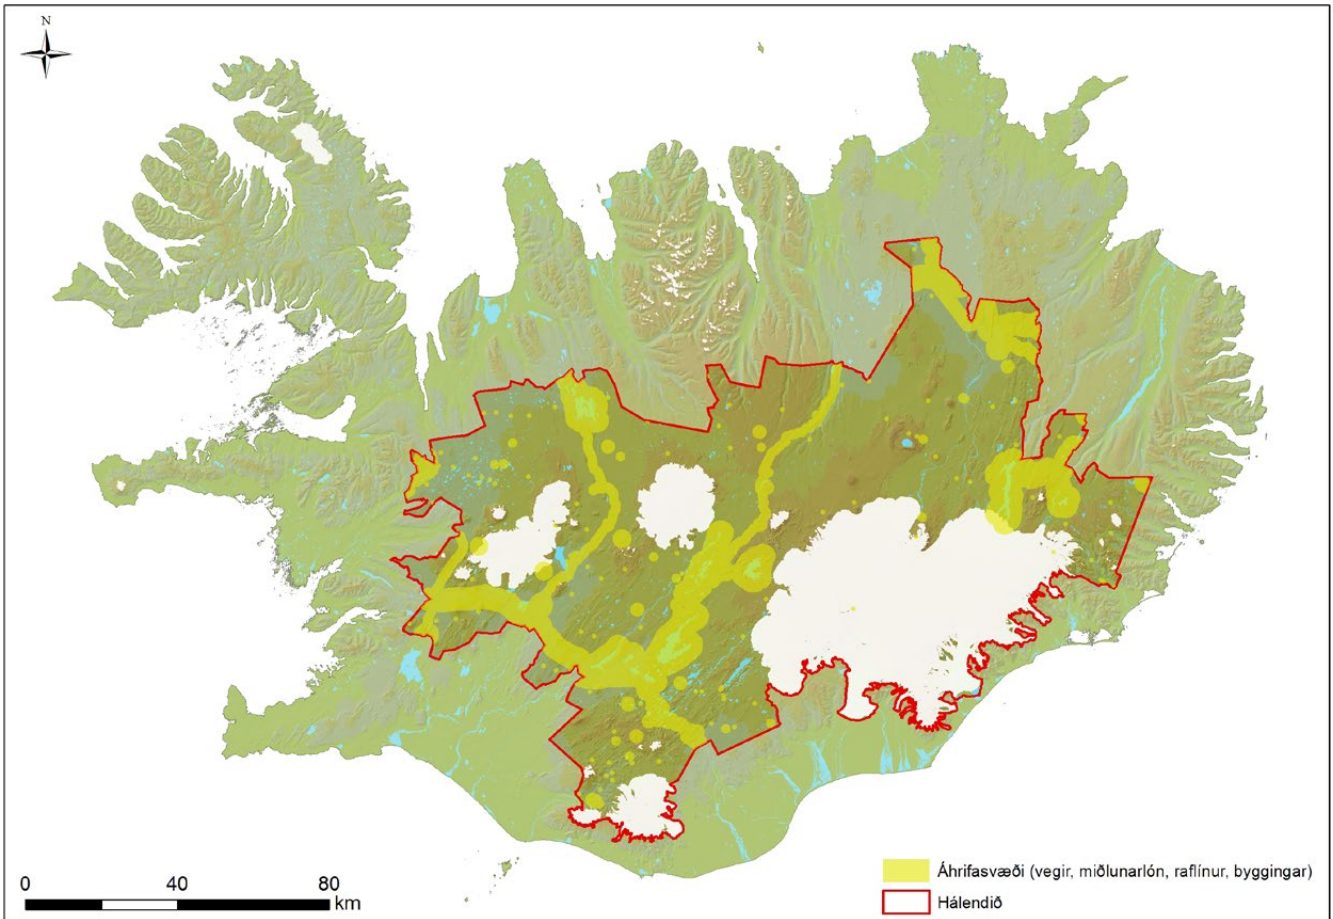 N
Áhrifasvæði (vegir, miðlunarlón, raflínur, byggingar)
Hálendið
0 40 80
km